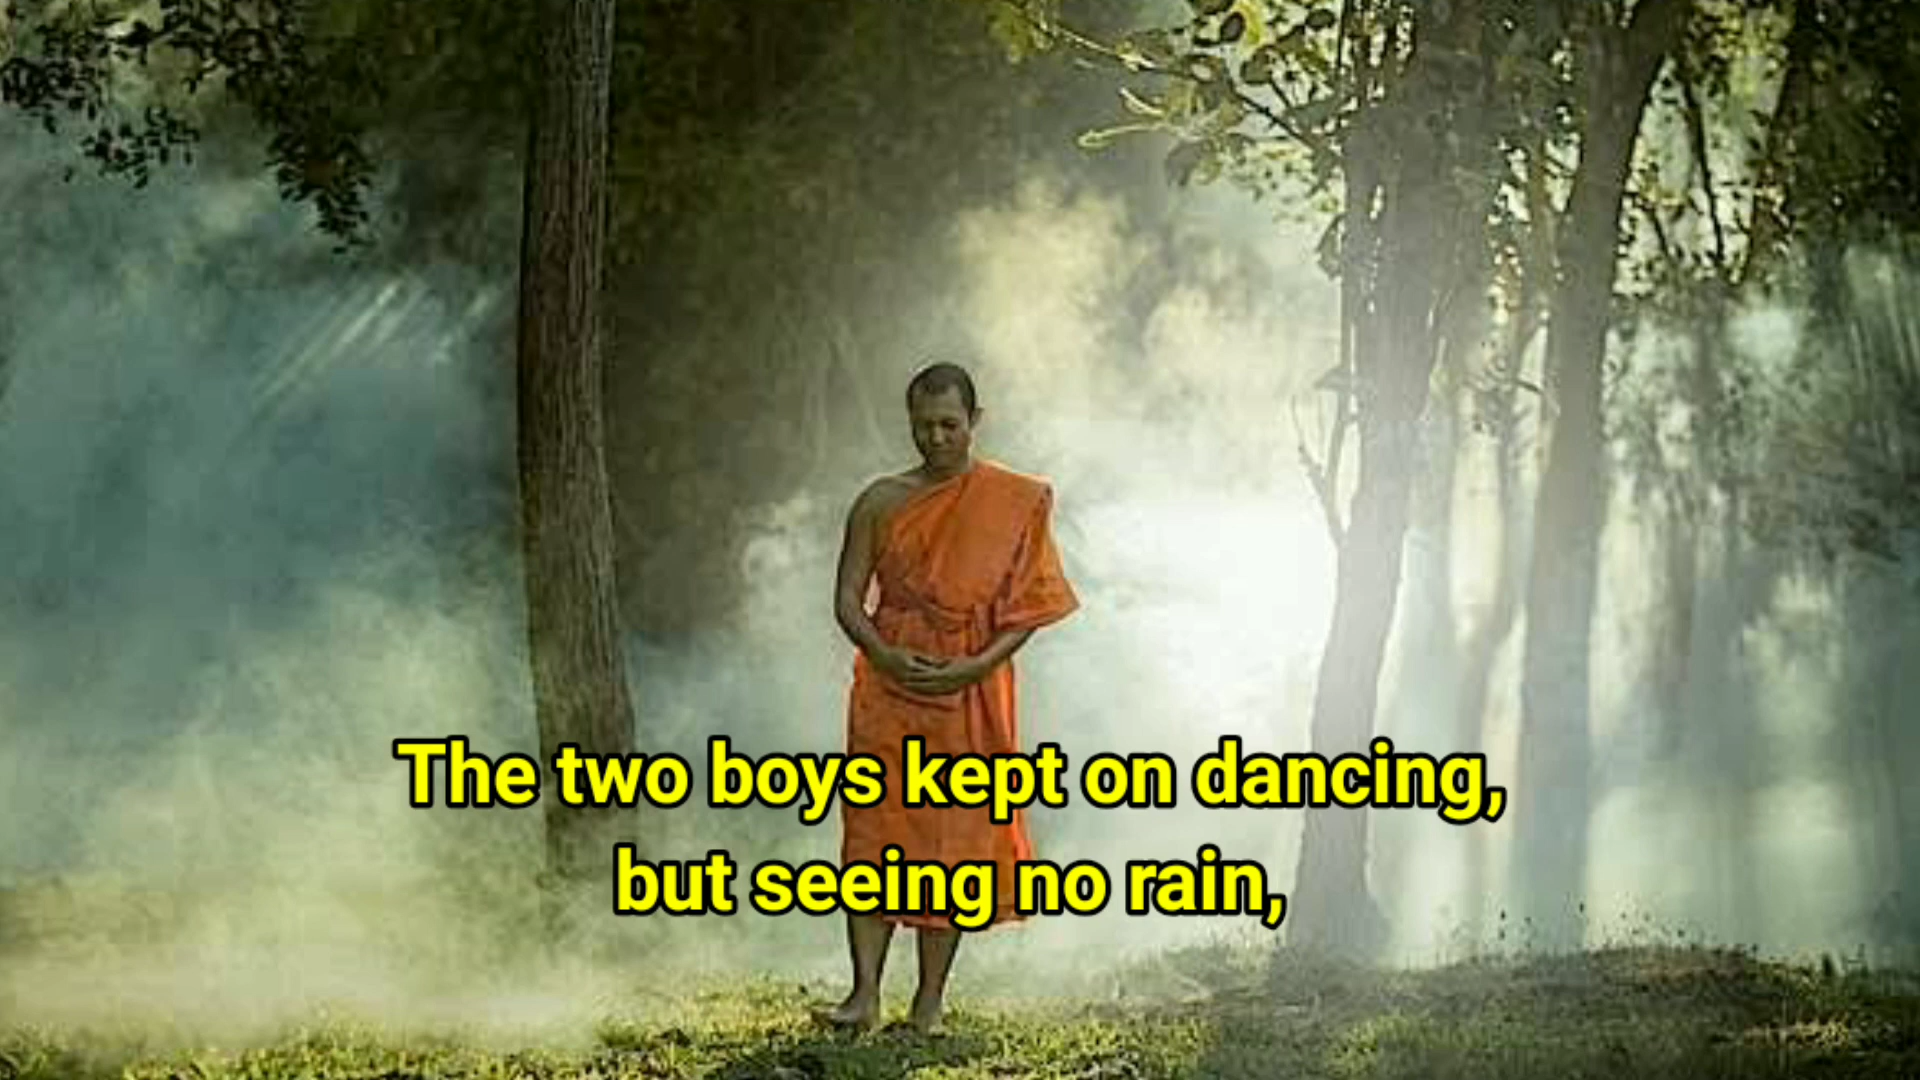 The two boys kept on dancing,
but seeing no rain,